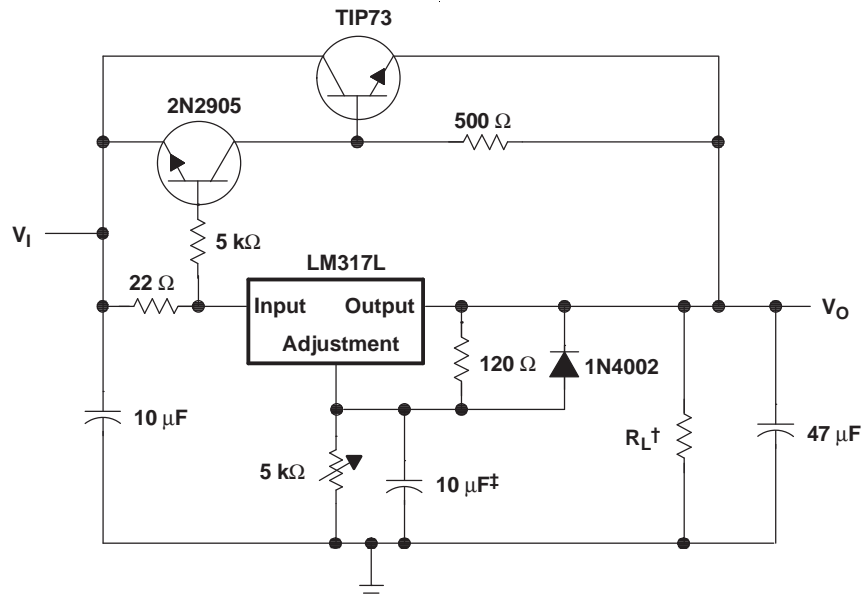 TIP73
2N2905
500 Ω
5 kΩ
V_I
LM317L
22 Ω
Input Output
Adjustment
V_O
120 Ω
1N4002
10 μF
R_L†
47 μF
5 kΩ
10 μF‡